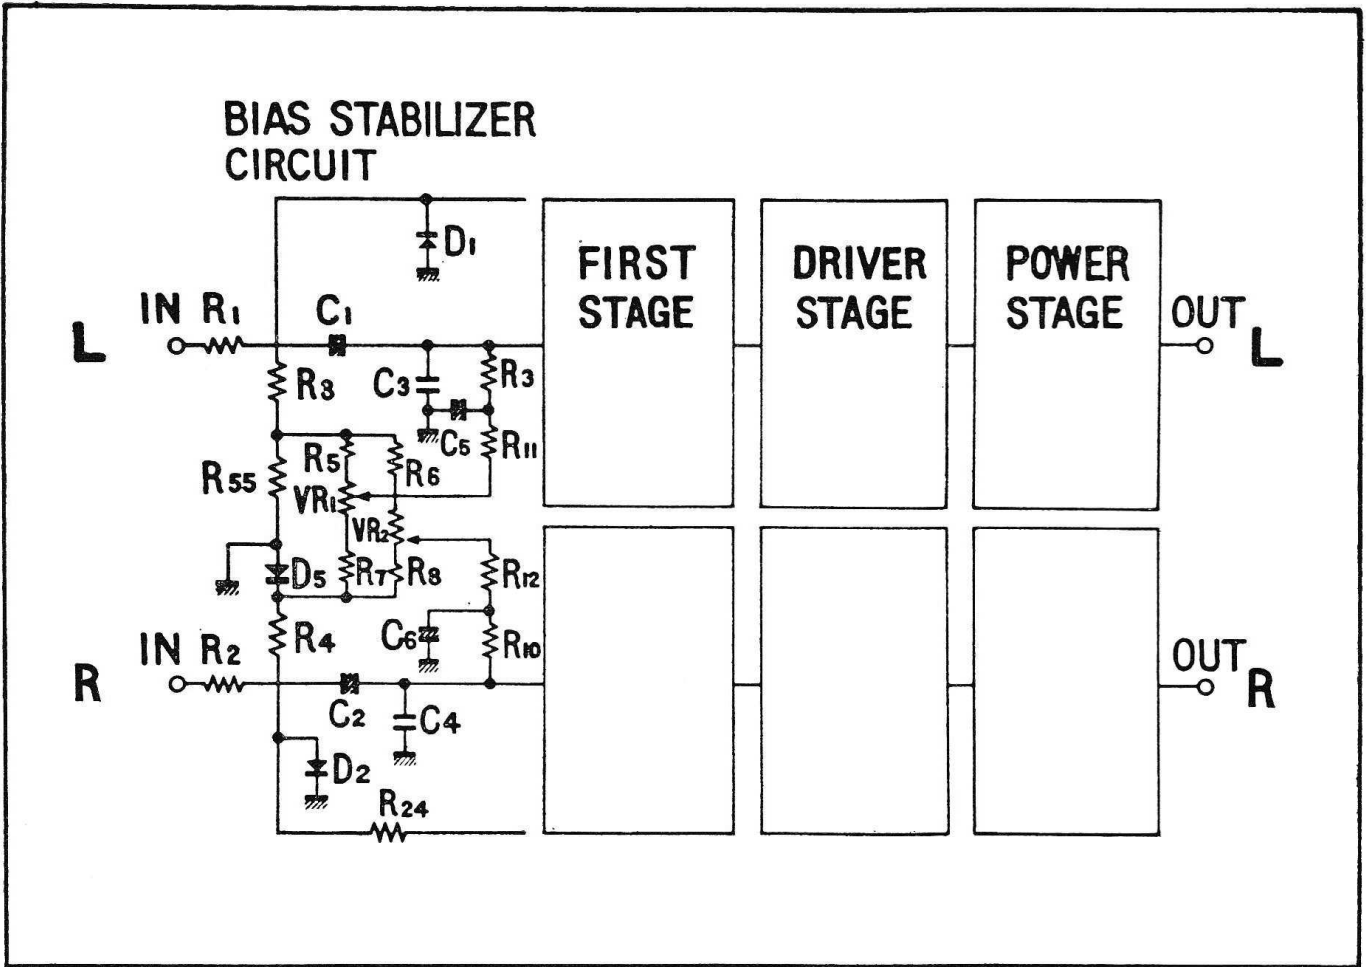 BIAS STABILIZER
CIRCUIT
D1
FIRST
STAGE
DRIVER
STAGE
POWER
STAGE
L
IN R1
C1
OUT
L
R3
C3
R3
C5
R11
R55
R5
R6
VR1
VR2
D5
R7
R8
R12
R4
C6
R10
R
IN R2
C2
C4
OUT
R
D2
R24